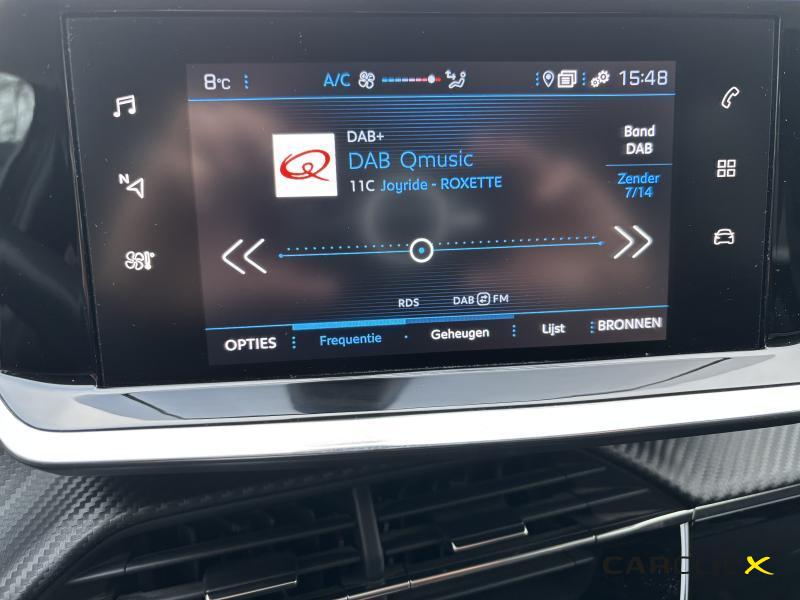 8°C
A/C
15:48
N
DAB+
DAB Qmusic
11C Joyride - ROXETTE
Band
DAB
Zender
7/14
RDS
DAB FM
OPTIES
Frequentie
Geheugen
Lijst
BRONNEN
CARCLICX